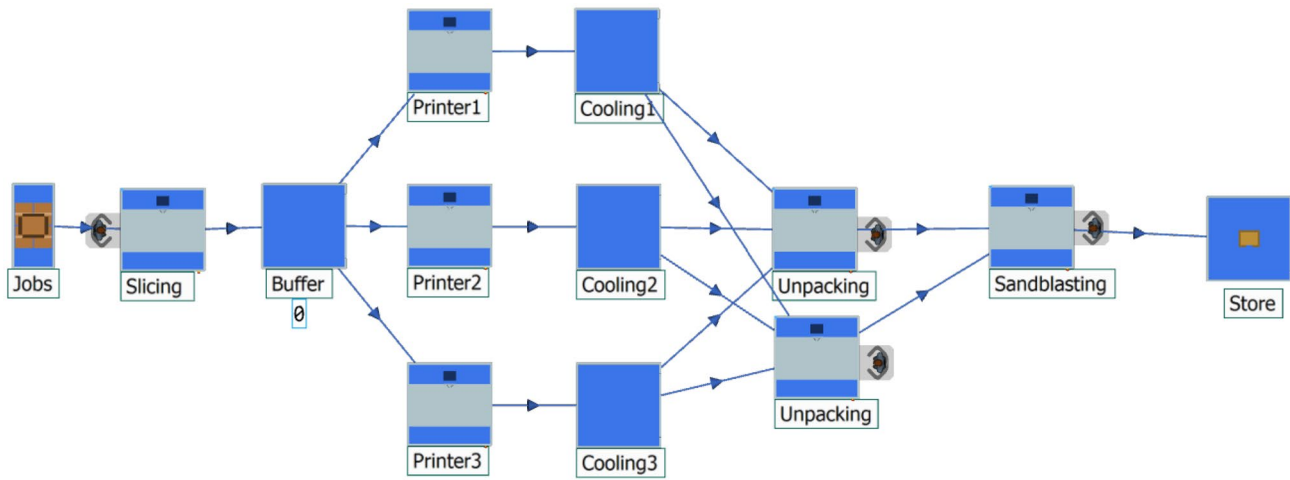 Printer1
Cooling1
Jobs
Slicing
Buffer
0
Printer2
Cooling2
Unpacking
Sandblasting
Store
Unpacking
Printer3
Cooling3